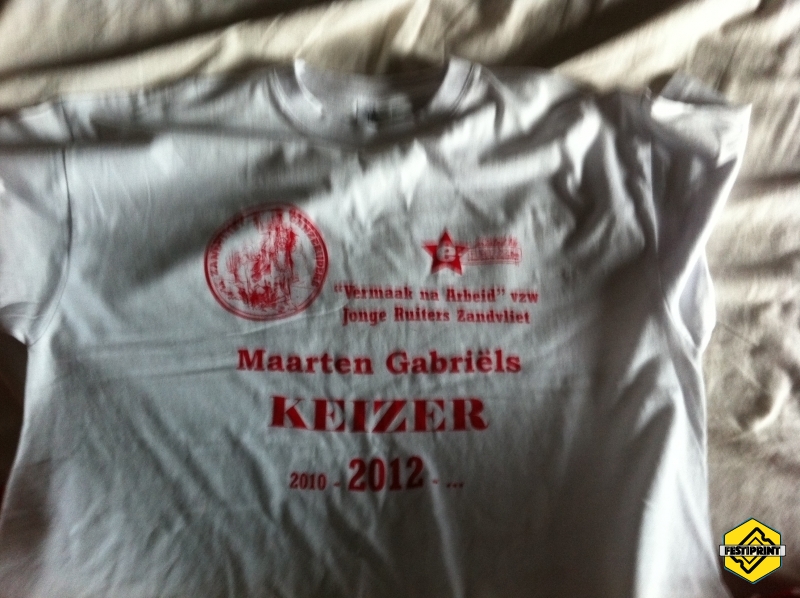 e
"Vermaak na Arbeid" vzw
Jonge Ruiters Zandvliet
Maarten Gabriëls
KEIZER
2010 - 2012 - ...
FESTIPRINT